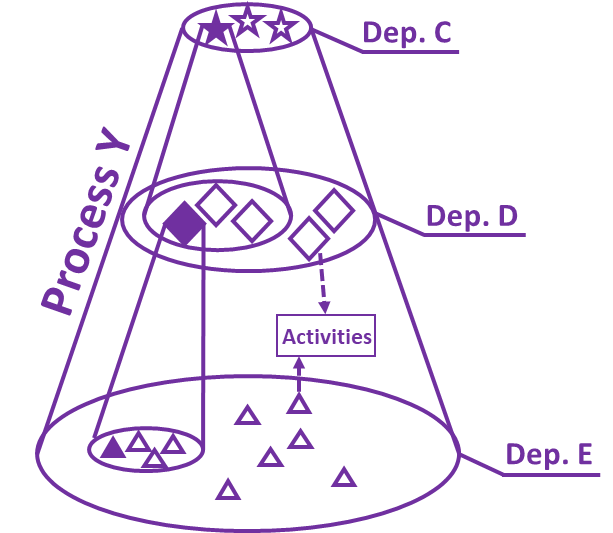 Dep. C
Process Y
Dep. D
Activities
Dep. E